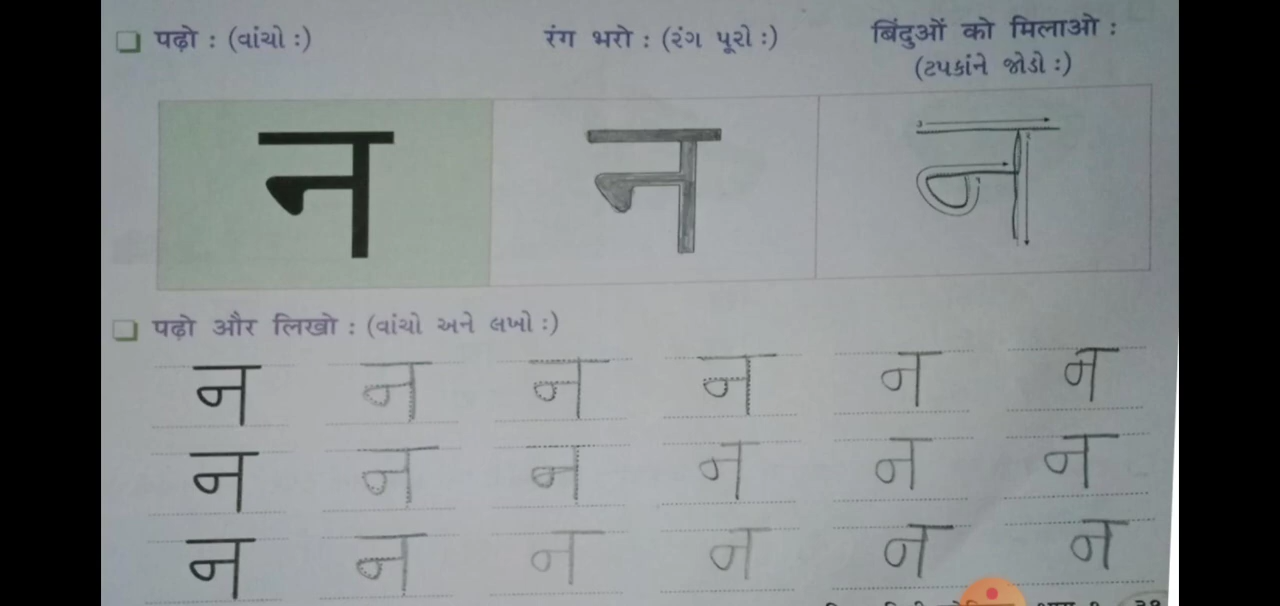 पढ़ो : (વાંચો :) रंग भरो : (રંગ પૂરો :) बिंदुओं को मिलाओ :
(ટપકાંને જોડો :)
न न न
पढ़ो और लिखो : (વાંચો અને લખો :)
न न न न न न
न न न न न न
न न न न न न